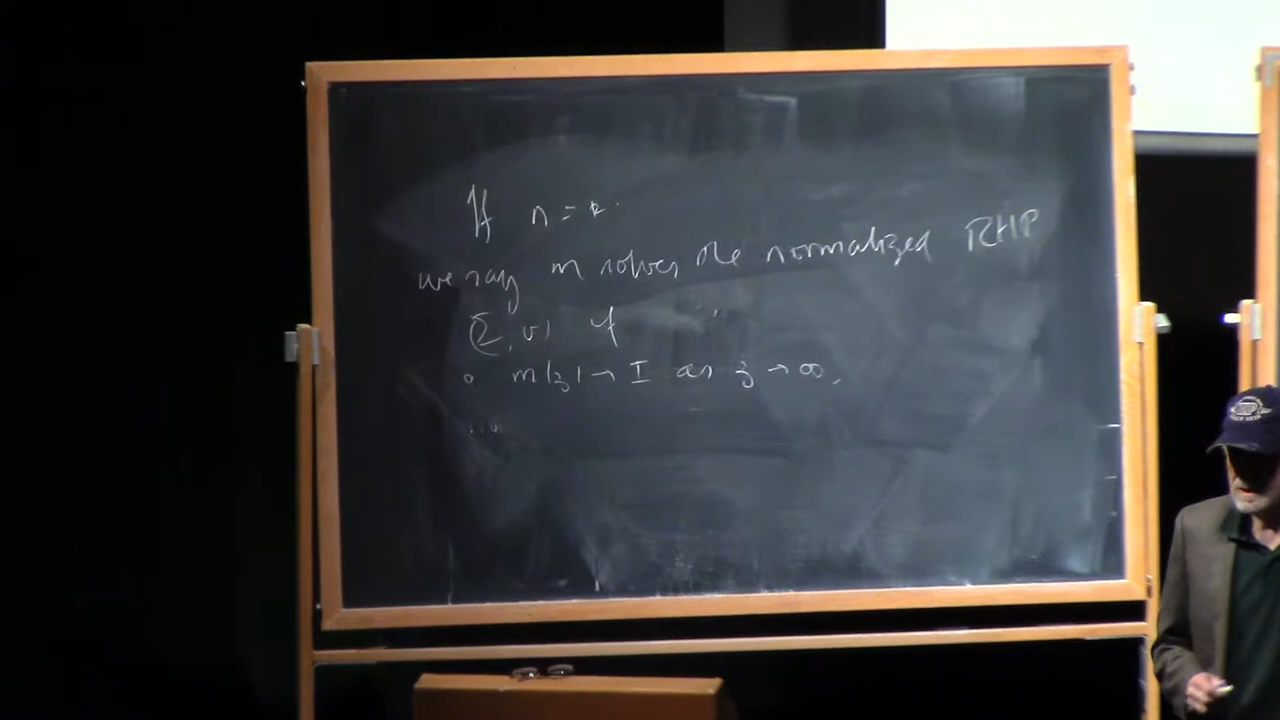 If n = k.
we say m solves the normalized RHP
(Σ, v) if
o m(z) → I as z → ∞,